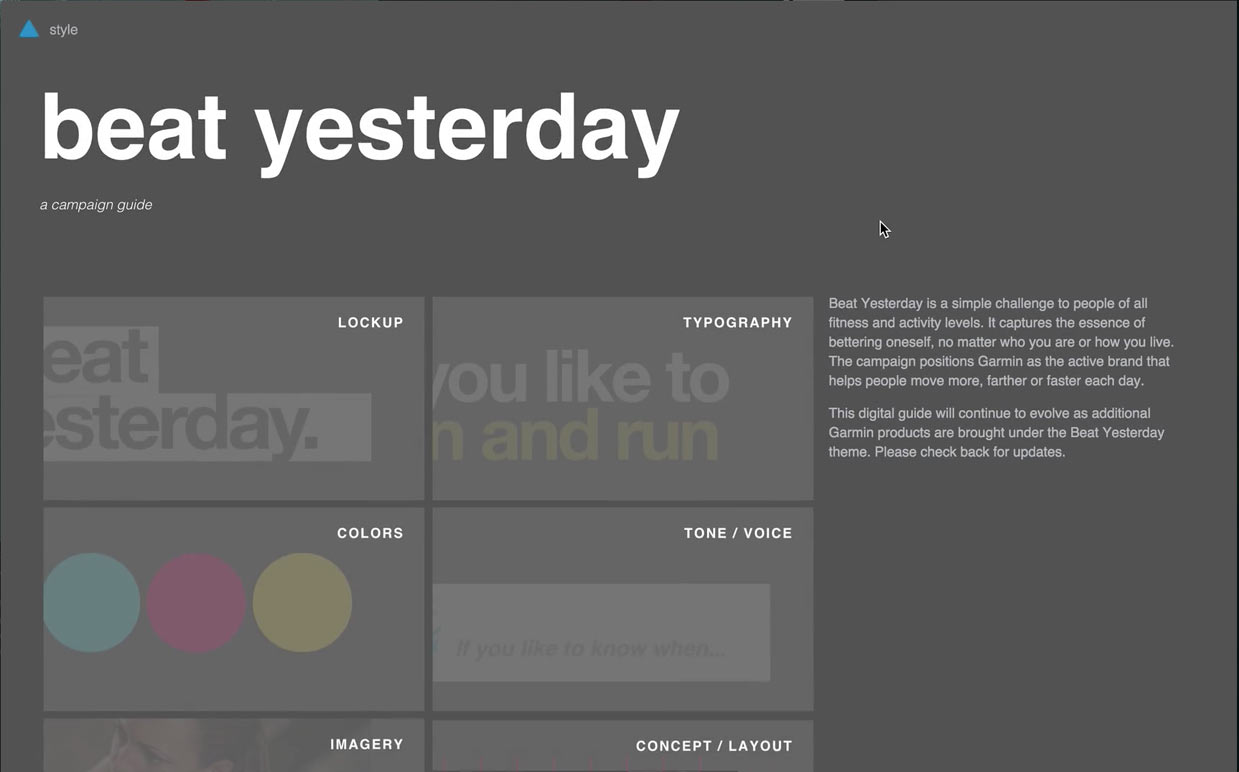 style
beat yesterday
a campaign guide
LOCKUP
eat
esterday.
TYPOGRAPHY
you like to
n and run
Beat Yesterday is a simple challenge to people of all
fitness and activity levels. It captures the essence of
bettering oneself, no matter who you are or how you live.
The campaign positions Garmin as the active brand that
helps people move more, farther or faster each day.
This digital guide will continue to evolve as additional
Garmin products are brought under the Beat Yesterday
theme. Please check back for updates.
COLORS
TONE / VOICE
If you like to know when...
IMAGERY
CONCEPT / LAYOUT